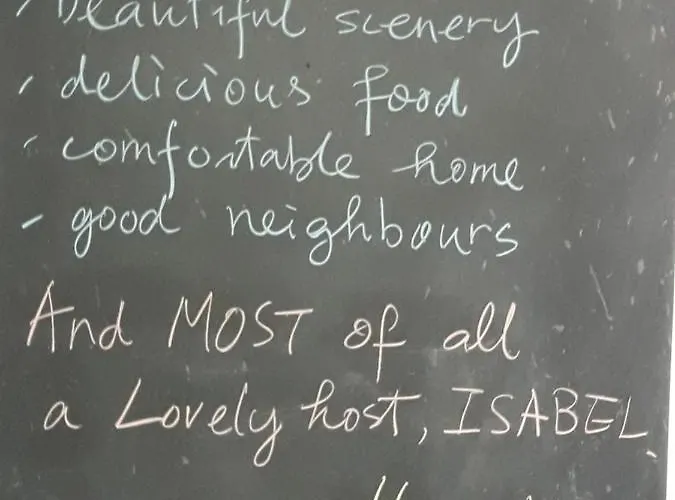 - beautiful scenery
- delicious food
- comfortable home
- good neighbours
And MOST of all
a Lovely host, ISABEL